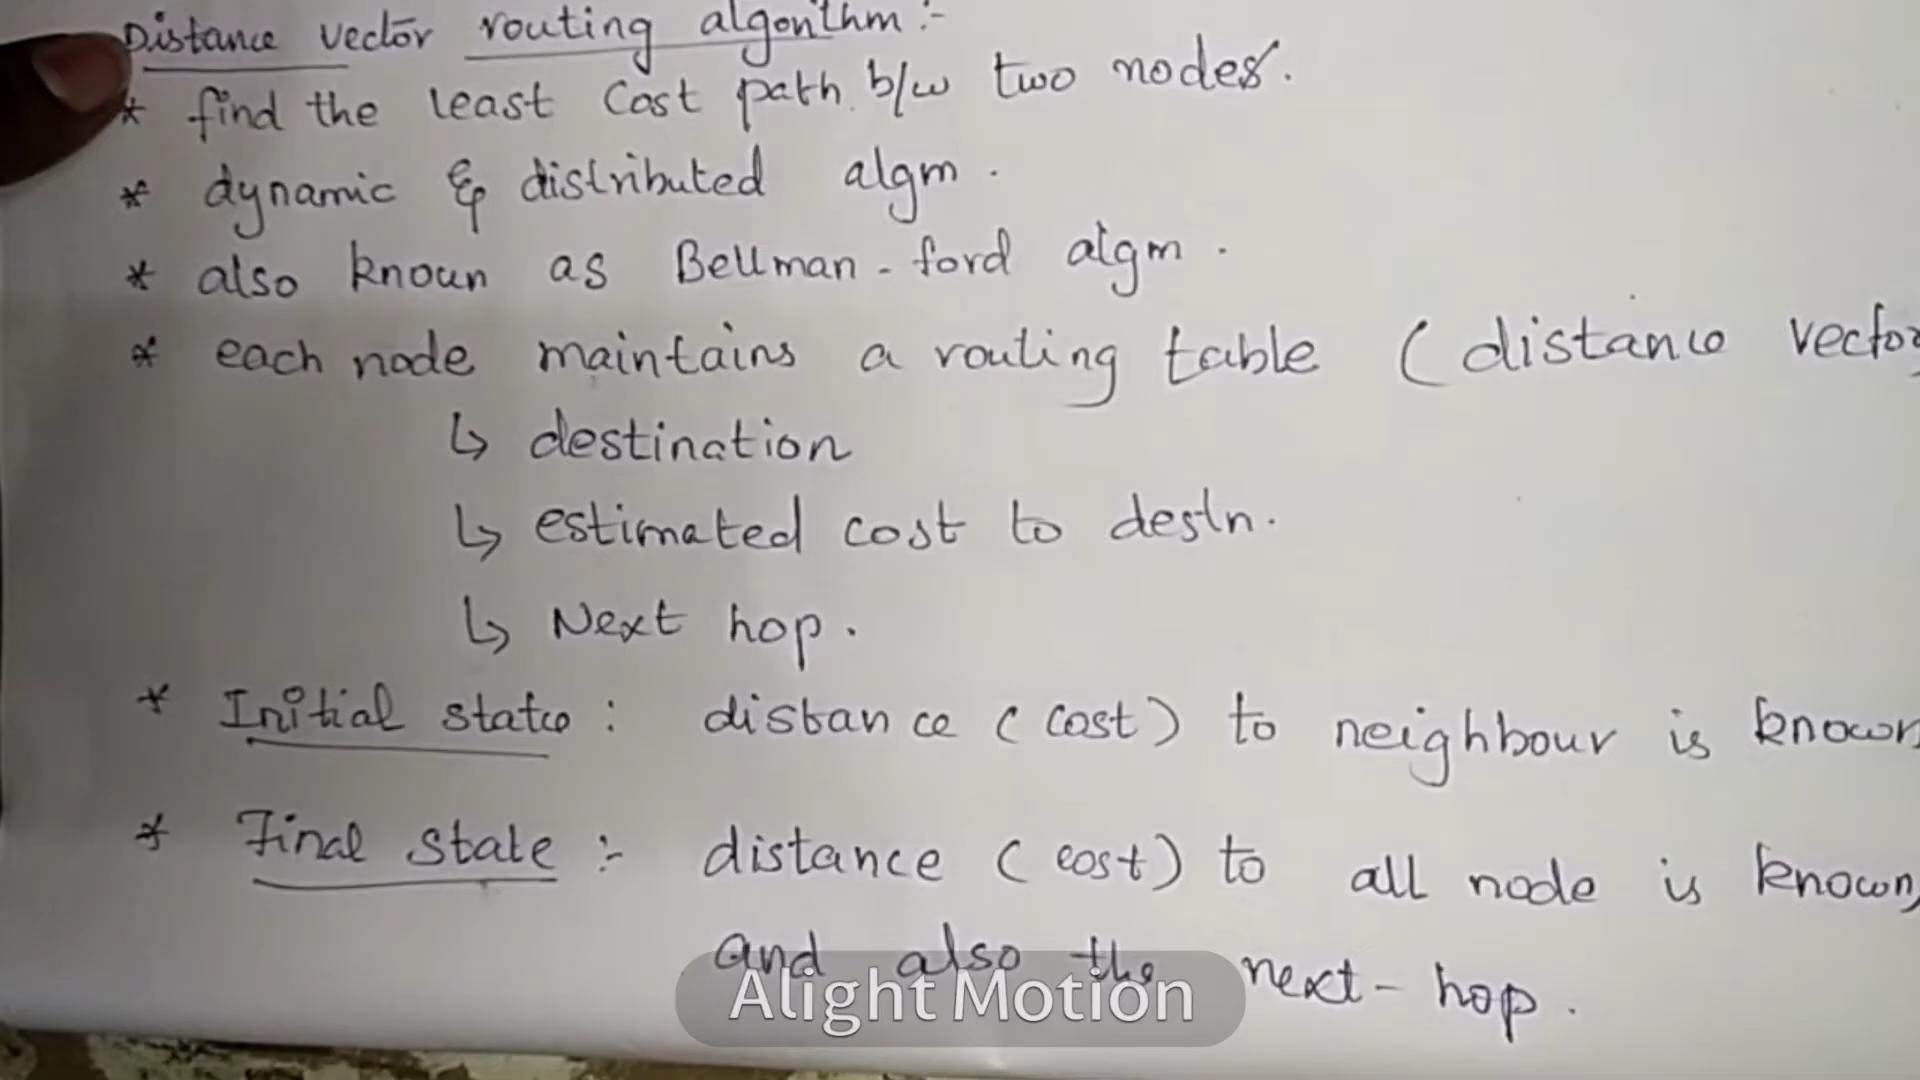 Distance vector routing algorithm :-
* find the least cost path b/w two nodes.
* dynamic & distributed algm.
* also known as Bellman-ford algm.
* each node maintains a routing table (distance vector
↳ destination
↳ estimated cost to destn.
↳ Next hop.
* Initial state : distance (cost) to neighbour is known
* Final state :- distance (cost) to all node is known,
and also the next-hop.
Alight Motion